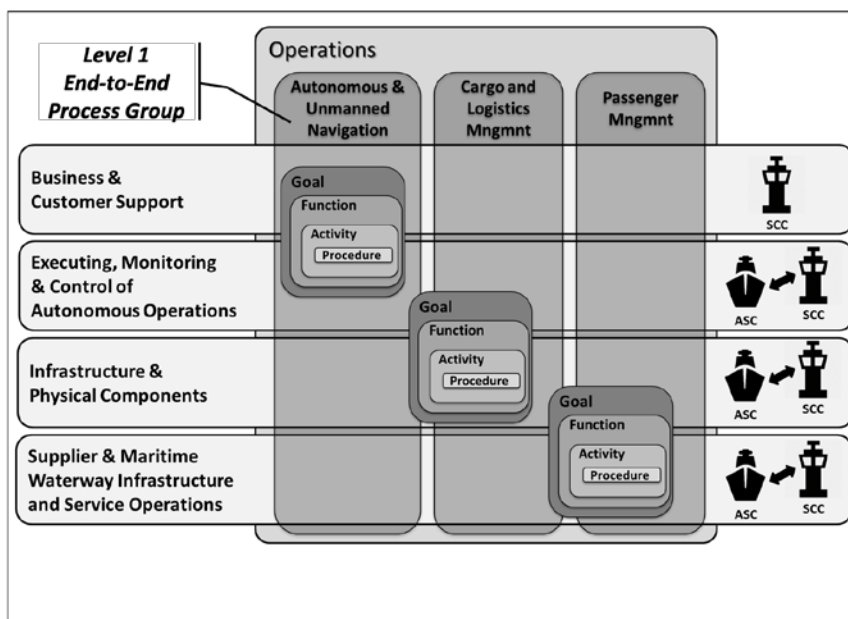 Level 1
End-to-End
Process Group
Operations
Autonomous &
Unmanned
Navigation
Cargo and
Logistics
Mngmnt
Passenger
Mngmnt
Business &
Customer Support
Goal
Function
Activity
Procedure
SCC
Executing, Monitoring
& Control of
Autonomous Operations
ASC
SCC
Goal
Function
Activity
Procedure
Infrastructure &
Physical Components
ASC
SCC
Goal
Function
Activity
Procedure
Supplier & Maritime
Waterway Infrastructure
and Service Operations
ASC
SCC